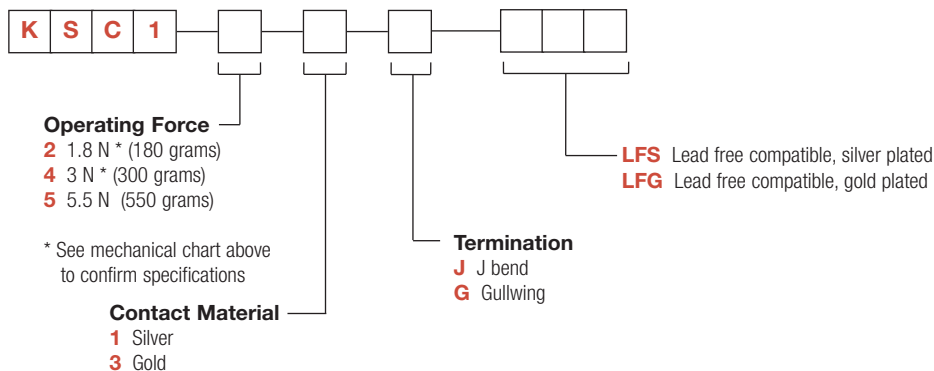 K S C 1
Operating Force
2 1.8 N * (180 grams)
4 3 N * (300 grams)
5 5.5 N (550 grams)
* See mechanical chart above
to confirm specifications
Contact Material
1 Silver
3 Gold
Termination
J J bend
G Gullwing
LFS Lead free compatible, silver plated
LFG Lead free compatible, gold plated